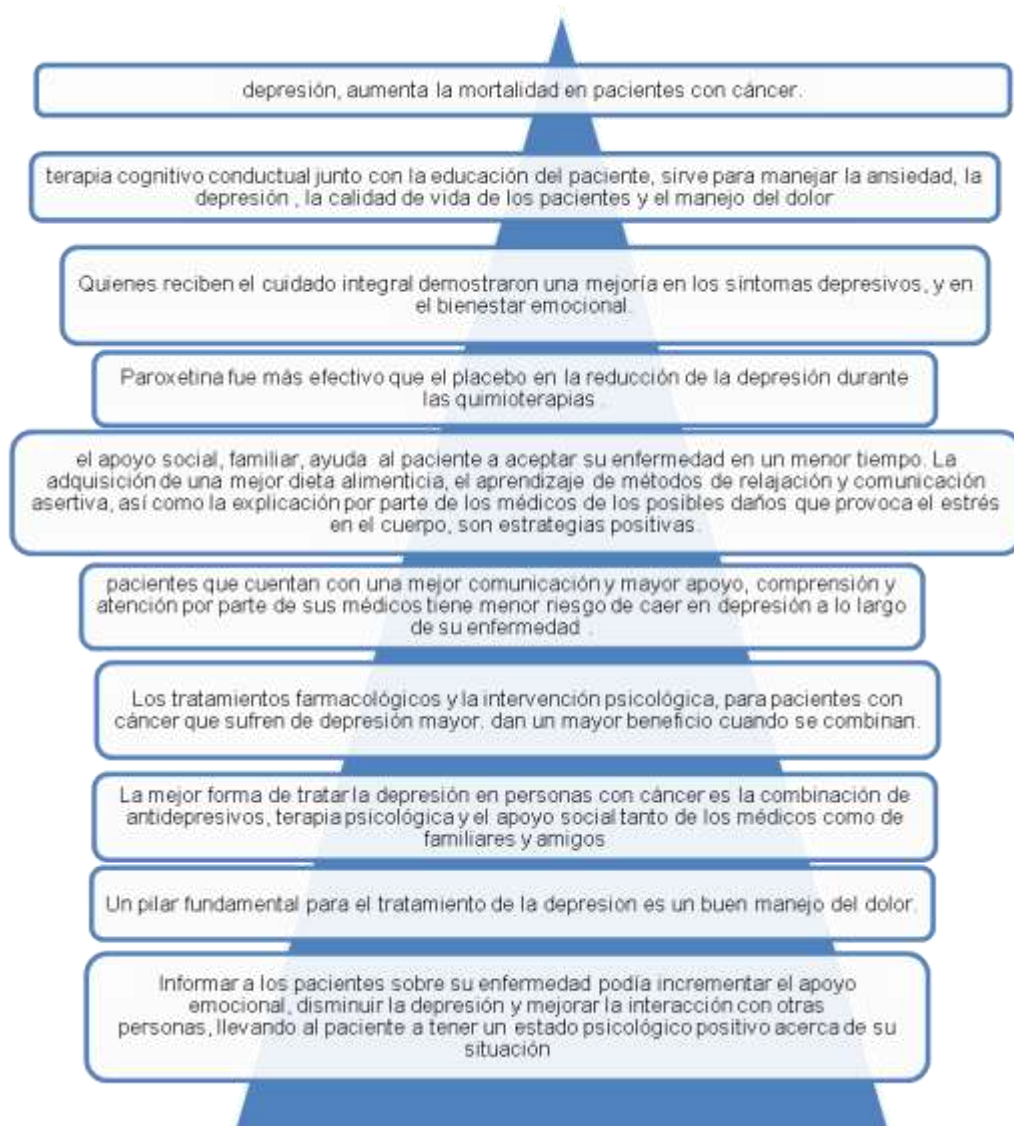 depresión, aumenta la mortalidad en pacientes con cáncer.
terapia cognitivo conductual junto con la educación del paciente, sirve para manejar la ansiedad, la
depresión , la calidad de vida de los pacientes y el manejo del dolor
Quienes reciben el cuidado integral demostraron una mejoría en los síntomas depresivos, y en
el bienestar emocional.
Paroxetina fue más efectivo que el placebo en la reducción de la depresión durante
las quimioterapias .
el apoyo social, familiar, ayuda al paciente a aceptar su enfermedad en un menor tiempo. La
adquisición de una mejor dieta alimenticia, el aprendizaje de métodos de relajación y comunicación
asertiva, así como la explicación por parte de los médicos de los posibles daños que provoca el estrés
en el cuerpo, son estrategias positivas.
pacientes que cuentan con una mejor comunicación y mayor apoyo, comprensión y
atención por parte de sus médicos tiene menor riesgo de caer en depresión a lo largo
de su enfermedad .
Los tratamientos farmacológicos y la intervención psicológica, para pacientes con
cáncer que sufren de depresión mayor. dan un mayor beneficio cuando se combinan.
La mejor forma de tratar la depresión en personas con cáncer es la combinación de
antidepresivos, terapia psicológica y el apoyo social tanto de los médicos como de
familiares y amigos
Un pilar fundamental para el tratamiento de la depresion es un buen manejo del dolor.
Informar a los pacientes sobre su enfermedad podía incrementar el apoyo
emocional, disminuir la depresión y mejorar la interacción con otras
personas, llevando al paciente a tener un estado psicológico positivo acerca de su
situación